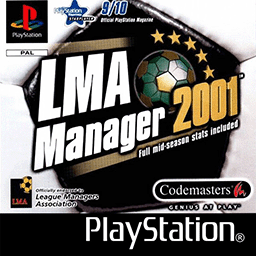 PlayStation
PAL
9/10
Official PlayStation Magazine
LMA
Manager 2001
Full mid-season stats included
LMA
Officially endorsed by
League Managers
Association
Codemasters
GENIUS AT PLAY
PlayStation®